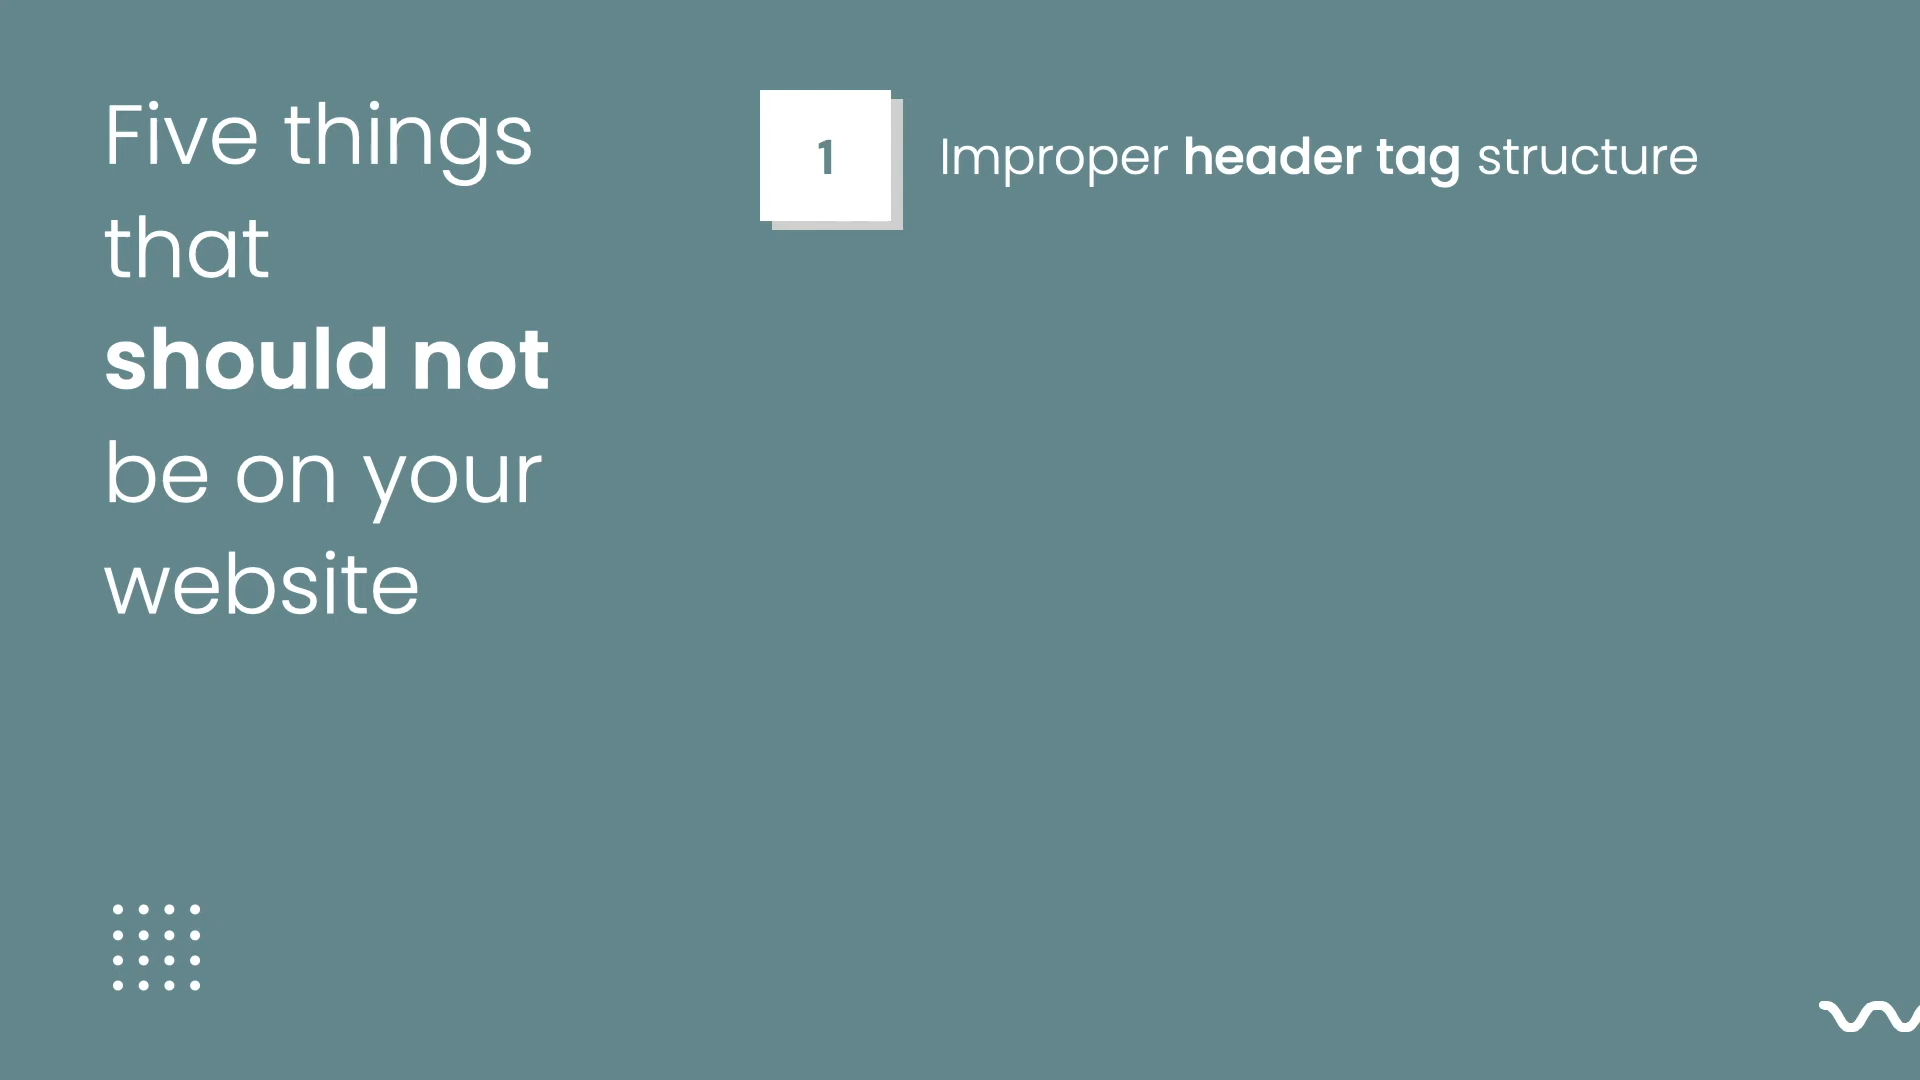 Five things
that
should not
be on your
website
1
Improper header tag structure